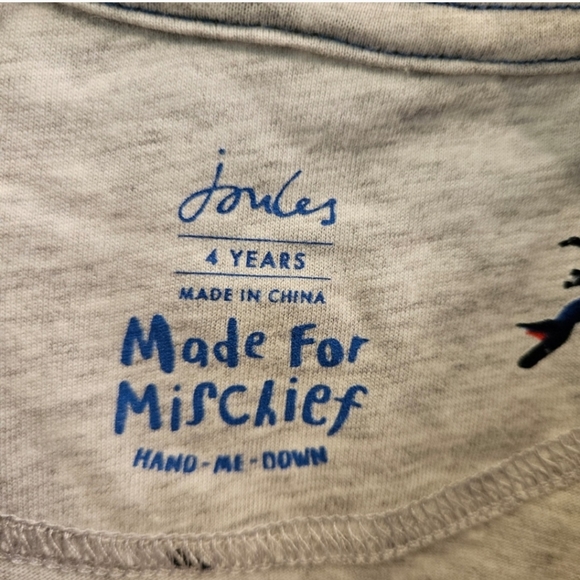 Joules
4 YEARS
MADE IN CHINA
Made For
Mischief
HAND-ME-DOWN